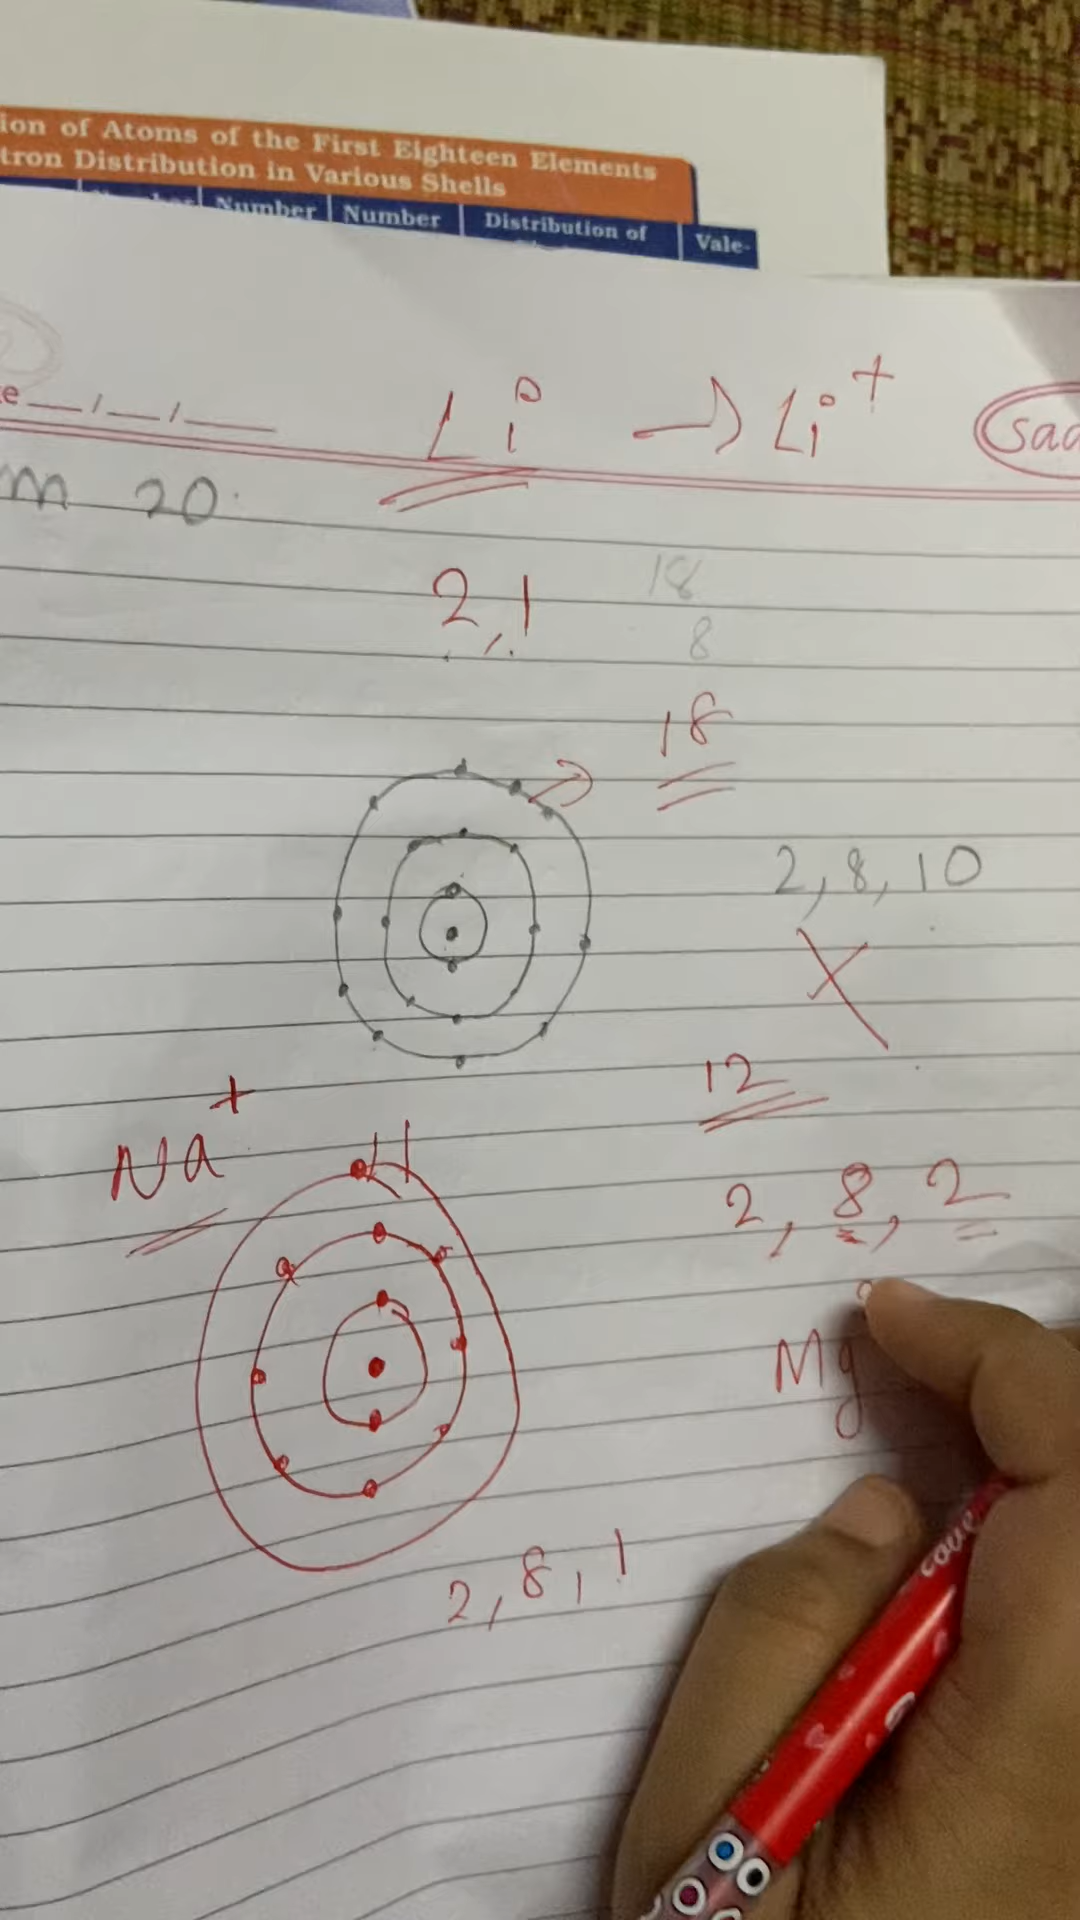 ion of Atoms of the First Eighteen Elements
tron Distribution in Various Shells
Number Number Distribution of Vale-
Li → Li+
m 20
2,1
18
8
18
2, 8, 10
12
Na+
2, 8, 2
Mg
2, 8, 1